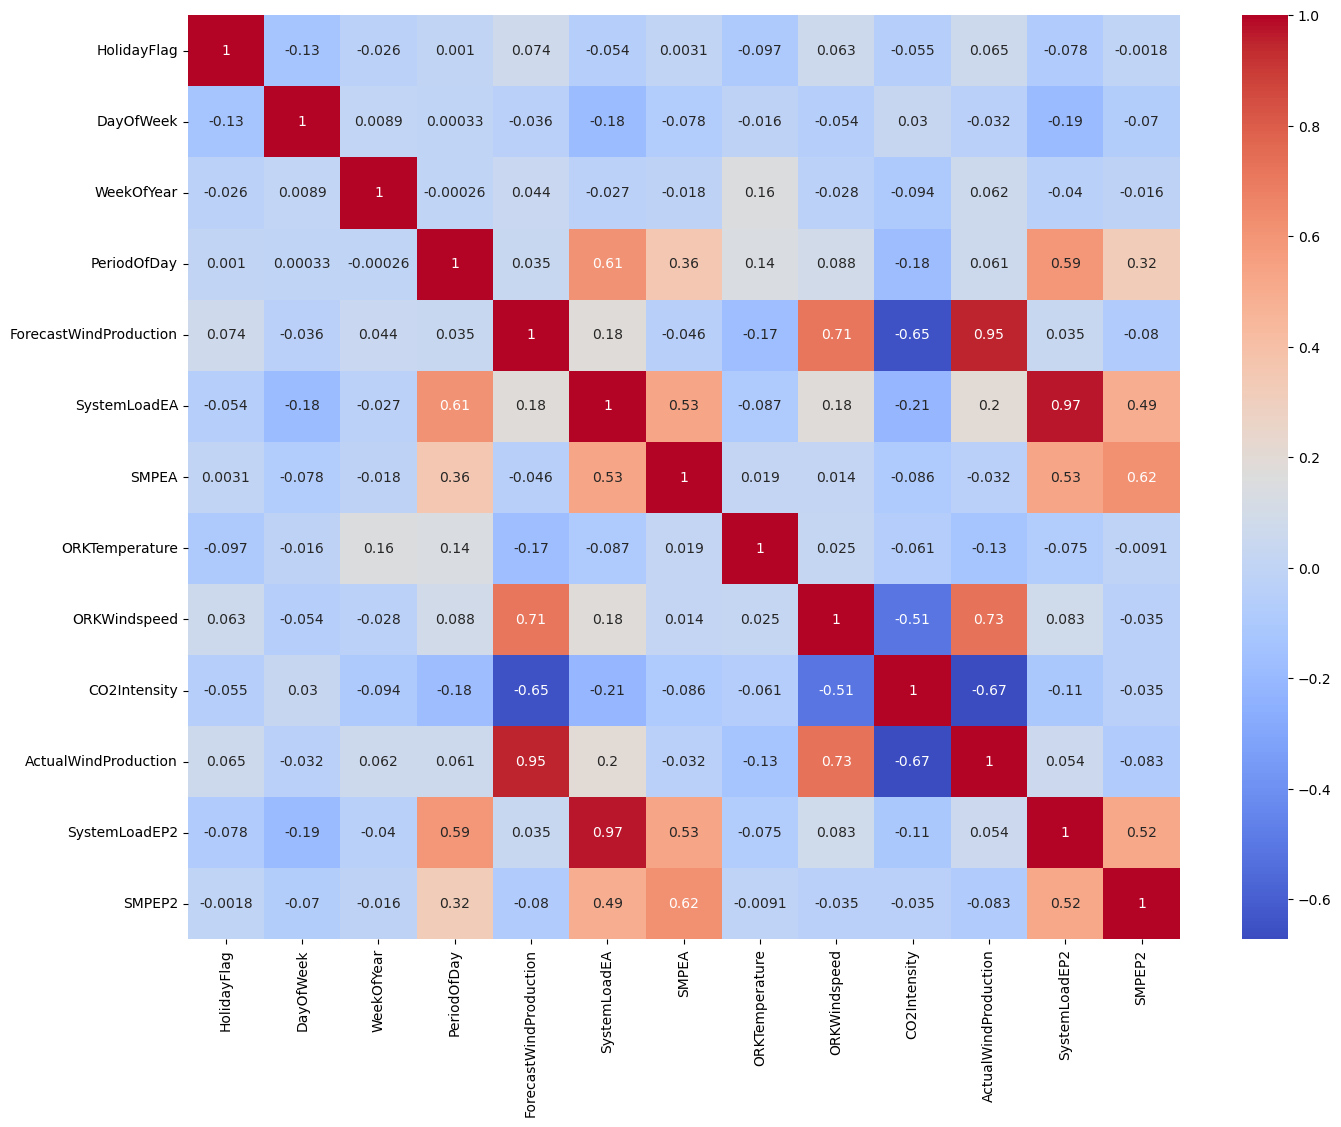 HolidayFlag 1 -0.13 -0.026 0.001 0.074 -0.054 0.0031 -0.097 0.063 -0.055 0.065 -0.078 -0.0018
DayOfWeek -0.13 1 0.0089 0.00033 -0.036 -0.18 -0.078 -0.016 -0.054 0.03 -0.032 -0.19 -0.07
WeekOfYear -0.026 0.0089 1 -0.00026 0.044 -0.027 -0.018 0.16 -0.028 -0.094 0.062 -0.04 -0.016
PeriodOfDay 0.001 0.00033 -0.00026 1 0.035 0.61 0.36 0.14 0.088 -0.18 0.061 0.59 0.32
ForecastWindProduction 0.074 -0.036 0.044 0.035 1 0.18 -0.046 -0.17 0.71 -0.65 0.95 0.035 -0.08
SystemLoadEA -0.054 -0.18 -0.027 0.61 0.18 1 0.53 -0.087 0.18 -0.21 0.2 0.97 0.49
SMPEA 0.0031 -0.078 -0.018 0.36 -0.046 0.53 1 0.019 0.014 -0.086 -0.032 0.53 0.62
ORKTemperature -0.097 -0.016 0.16 0.14 -0.17 -0.087 0.019 1 0.025 -0.061 -0.13 -0.075 -0.0091
ORKWindspeed 0.063 -0.054 -0.028 0.088 0.71 0.18 0.014 0.025 1 -0.51 0.73 0.083 -0.035
CO2Intensity -0.055 0.03 -0.094 -0.18 -0.65 -0.21 -0.086 -0.061 -0.51 1 -0.67 -0.11 -0.035
ActualWindProduction 0.065 -0.032 0.062 0.061 0.95 0.2 -0.032 -0.13 0.73 -0.67 1 0.054 -0.083
SystemLoadEP2 -0.078 -0.19 -0.04 0.59 0.035 0.97 0.53 -0.075 0.083 -0.11 0.054 1 0.52
SMPEP2 -0.0018 -0.07 -0.016 0.32 -0.08 0.49 0.62 -0.0091 -0.035 -0.035 -0.083 0.52 1
HolidayFlag
DayOfWeek
WeekOfYear
PeriodOfDay
ForecastWindProduction
SystemLoadEA
SMPEA
ORKTemperature
ORKWindspeed
CO2Intensity
ActualWindProduction
SystemLoadEP2
SMPEP2
1.0
0.8
0.6
0.4
0.2
0.0
−0.2
−0.4
−0.6